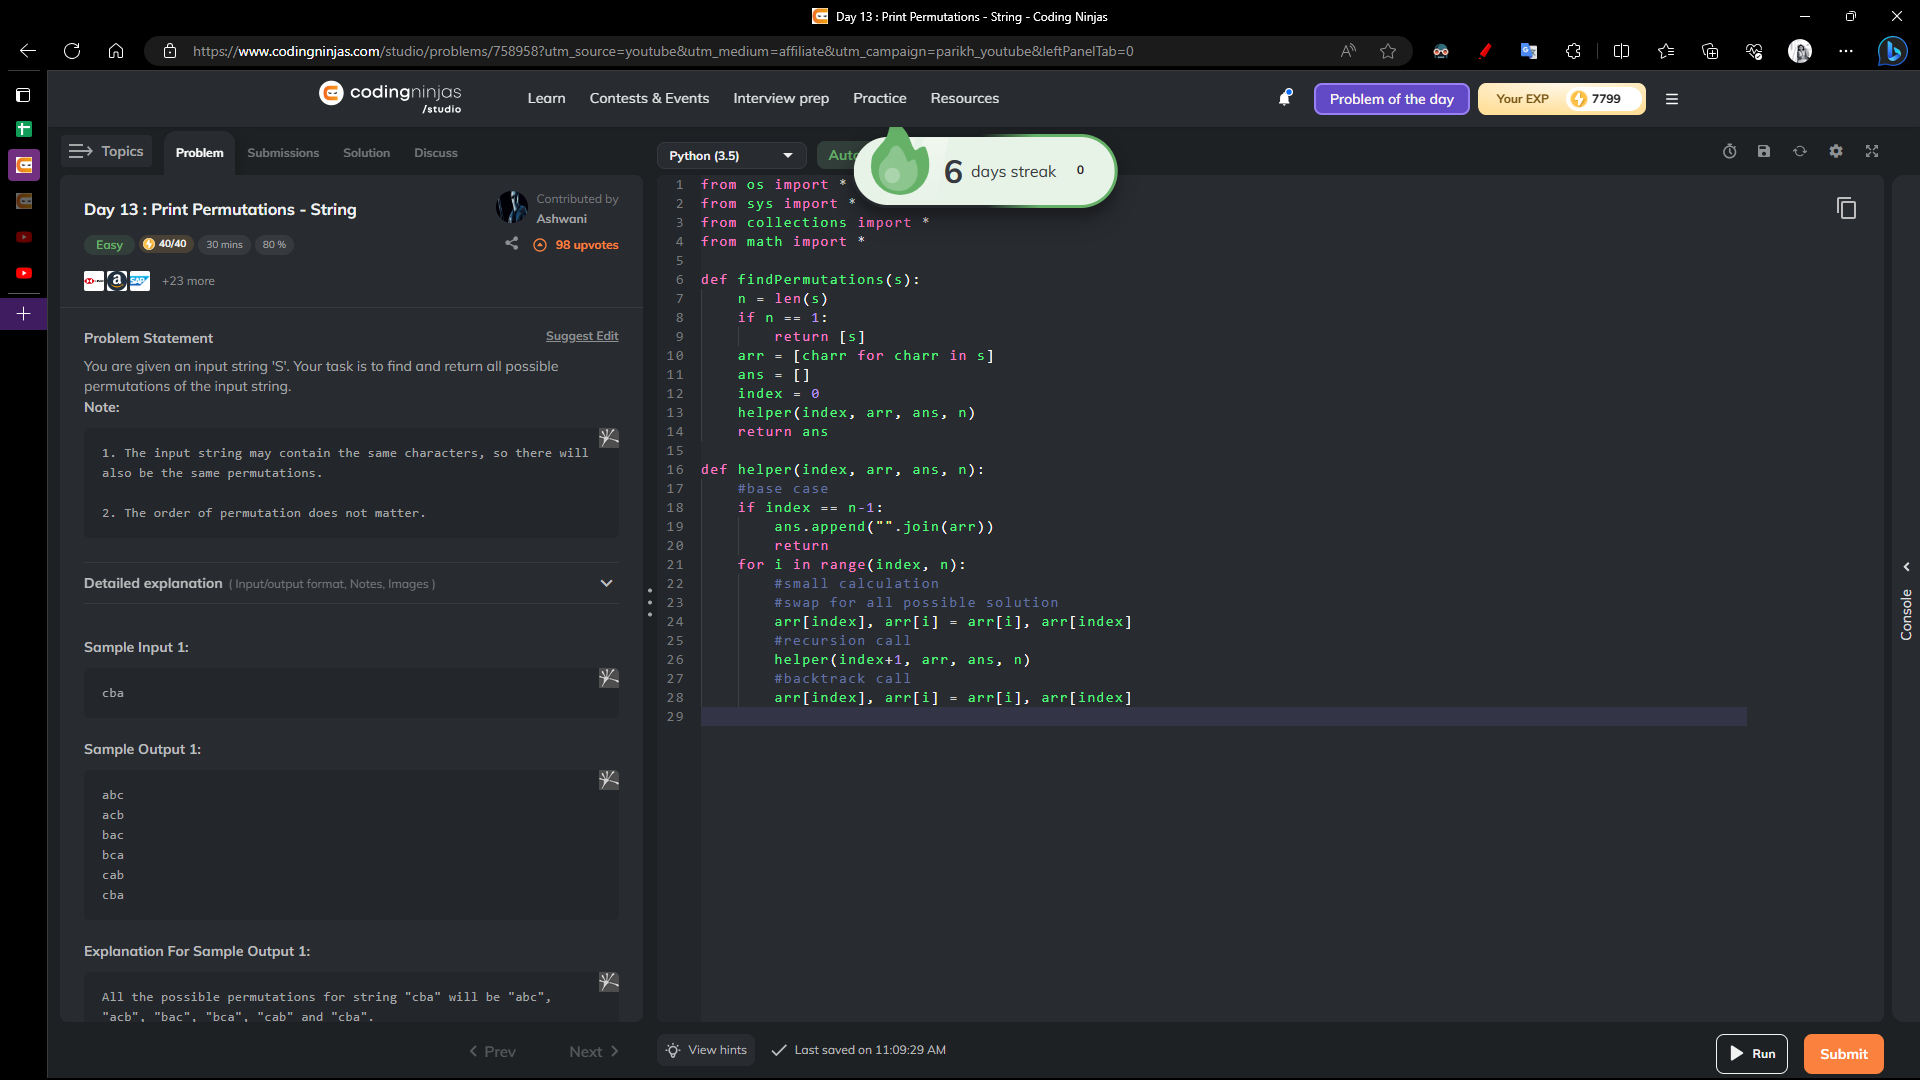 Day 13 : Print Permutations - String - Coding Ninjas
https://www.codingninjas.com/studio/problems/758958?utm_source=youtube&utm_medium=affiliate&utm_campaign=parikh_youtube&leftPanelTab=0
codingninjas
/studio
Learn
Contests & Events
Interview prep
Practice
Resources
Problem of the day
Your EXP
7799
Topics
Problem
Submissions
Solution
Discuss
Day 13 : Print Permutations - String
Contributed by
Ashwani
Easy
40/40
30 mins
80 %
98 upvotes
+23 more
Problem Statement
Suggest Edit
You are given an input string 'S'. Your task is to find and return all possible
permutations of the input string.
Note:
1. The input string may contain the same characters, so there will
also be the same permutations.
2. The order of permutation does not matter.
Detailed explanation ( Input/output format, Notes, Images )
Sample Input 1:
cba
Sample Output 1:
abc
acb
bac
bca
cab
cba
Explanation For Sample Output 1:
All the possible permutations for string "cba" will be "abc",
"acb", "bac", "bca", "cab" and "cba".
Prev
Next
Python (3.5)
Auto
6 days streak 0
1 from os import *
2 from sys import *
3 from collections import *
4 from math import *
5
6 def findPermutations(s):
7 n = len(s)
8 if n == 1:
9 return [s]
10 arr = [charr for charr in s]
11 ans = []
12 index = 0
13 helper(index, arr, ans, n)
14 return ans
15
16 def helper(index, arr, ans, n):
17 #base case
18 if index == n-1:
19 ans.append("".join(arr))
20 return
21 for i in range(index, n):
22 #small calculation
23 #swap for all possible solution
24 arr[index], arr[i] = arr[i], arr[index]
25 #recursion call
26 helper(index+1, arr, ans, n)
27 #backtrack call
28 arr[index], arr[i] = arr[i], arr[index]
29
Console
View hints
Last saved on 11:09:29 AM
Run
Submit